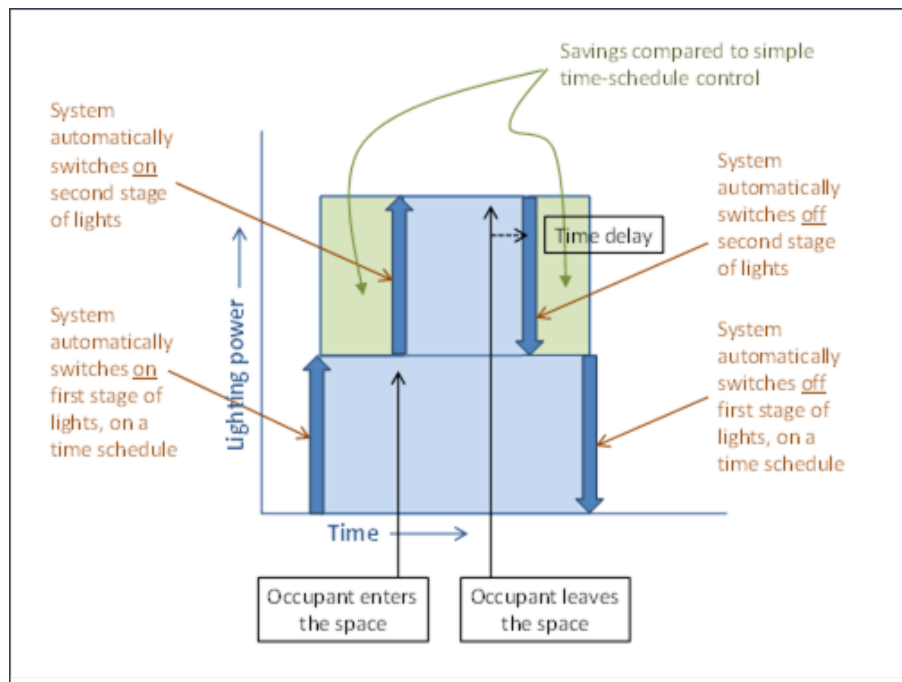 Savings compared to simple
time-schedule control
System
automatically
switches on
second stage
of lights
System
automatically
switches off
second stage
of lights
Time delay
Lighting power
System
automatically
switches on
first stage of
lights, on a
time schedule
System
automatically
switches off
first stage of
lights, on a
time schedule
Time
Occupant enters
the space
Occupant leaves
the space